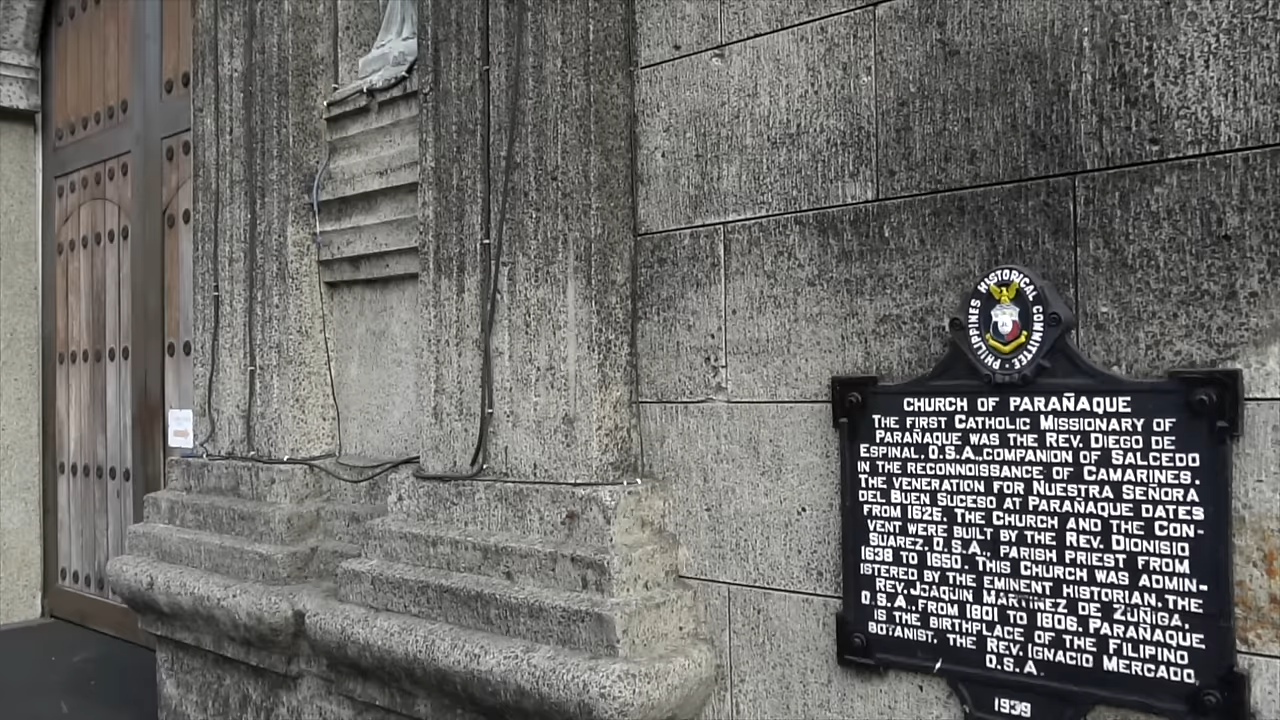 PHILIPPINES HISTORICAL COMMITTEE
CHURCH OF PARAÑAQUE
THE FIRST CATHOLIC MISSIONARY OF
PARAÑAQUE WAS THE REV. DIEGO DE
ESPINAL, O.S.A., COMPANION OF SALCEDO
IN THE RECONNOISSANCE OF CAMARINES.
THE VENERATION FOR NUESTRA SEÑORA
DEL BUEN SUCESO AT PARAÑAQUE DATES
FROM 1625. THE CHURCH AND THE CON-
VENT WERE BUILT BY THE REV. DIONISIO
SUAREZ, O.S.A., PARISH PRIEST FROM
1638 TO 1650. THIS CHURCH WAS ADMIN-
ISTERED BY THE EMINENT HISTORIAN, THE
REV. JOAQUIN MARTINEZ DE ZUÑIGA,
O.S.A., FROM 1801 TO 1806. PARAÑAQUE
IS THE BIRTHPLACE OF THE FILIPINO
BOTANIST, THE REV. IGNACIO MERCADO,
O.S.A.
1939